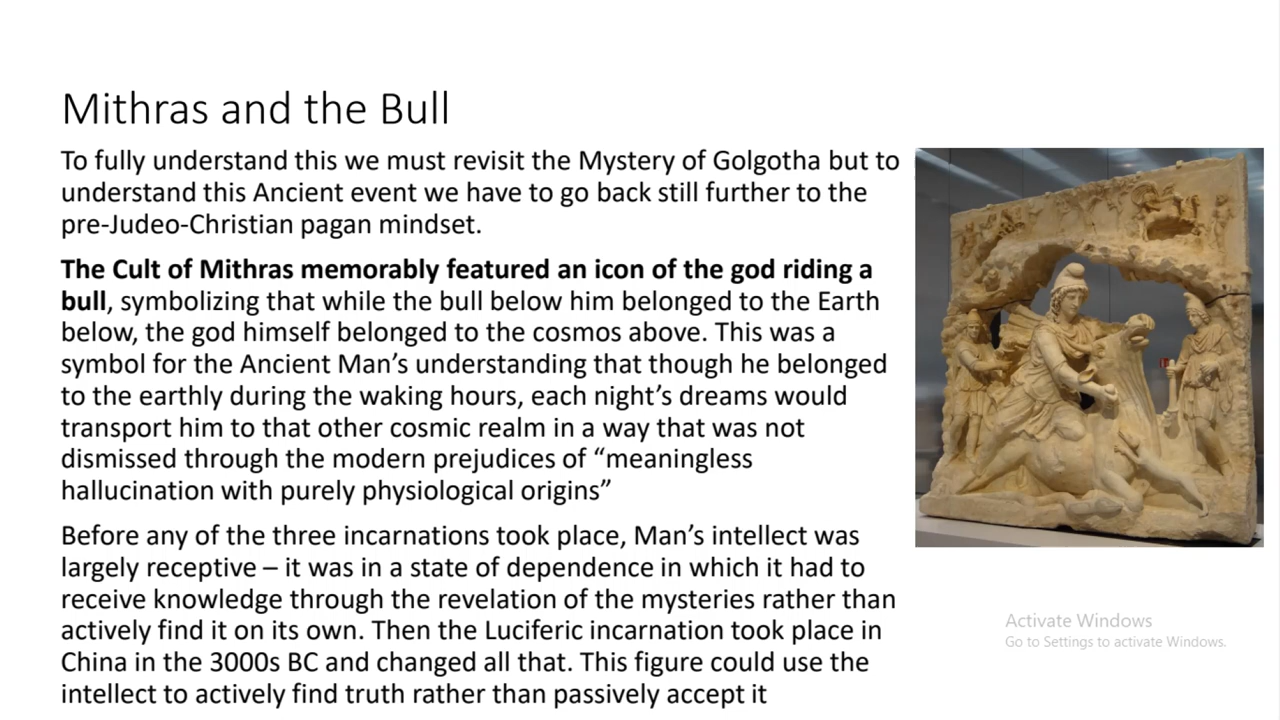 Mithras and the Bull
To fully understand this we must revisit the Mystery of Golgotha but to
understand this Ancient event we have to go back still further to the
pre-Judeo-Christian pagan mindset.
The Cult of Mithras memorably featured an icon of the god riding a
bull, symbolizing that while the bull below him belonged to the Earth
below, the god himself belonged to the cosmos above. This was a
symbol for the Ancient Man’s understanding that though he belonged
to the earthly during the waking hours, each night’s dreams would
transport him to that other cosmic realm in a way that was not
dismissed through the modern prejudices of “meaningless
hallucination with purely physiological origins”
Before any of the three incarnations took place, Man’s intellect was
largely receptive – it was in a state of dependence in which it had to
receive knowledge through the revelation of the mysteries rather than
actively find it on its own. Then the Luciferic incarnation took place in
China in the 3000s BC and changed all that. This figure could use the
intellect to actively find truth rather than passively accept it
Activate Windows
Go to Settings to activate Windows.